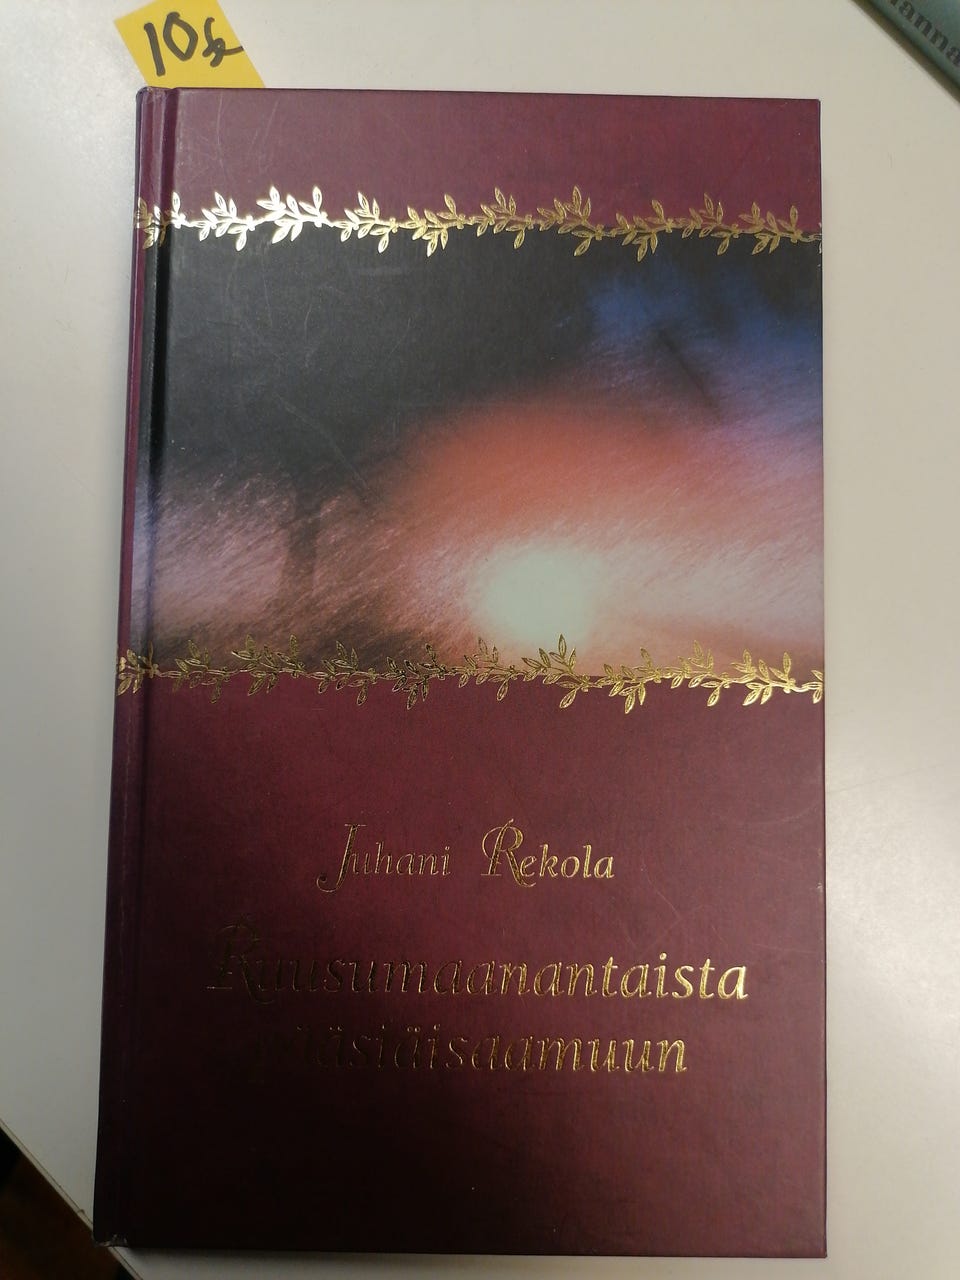 10€
Juhani Rekola
Ruusumaanantaista
pääsiäisaamuun